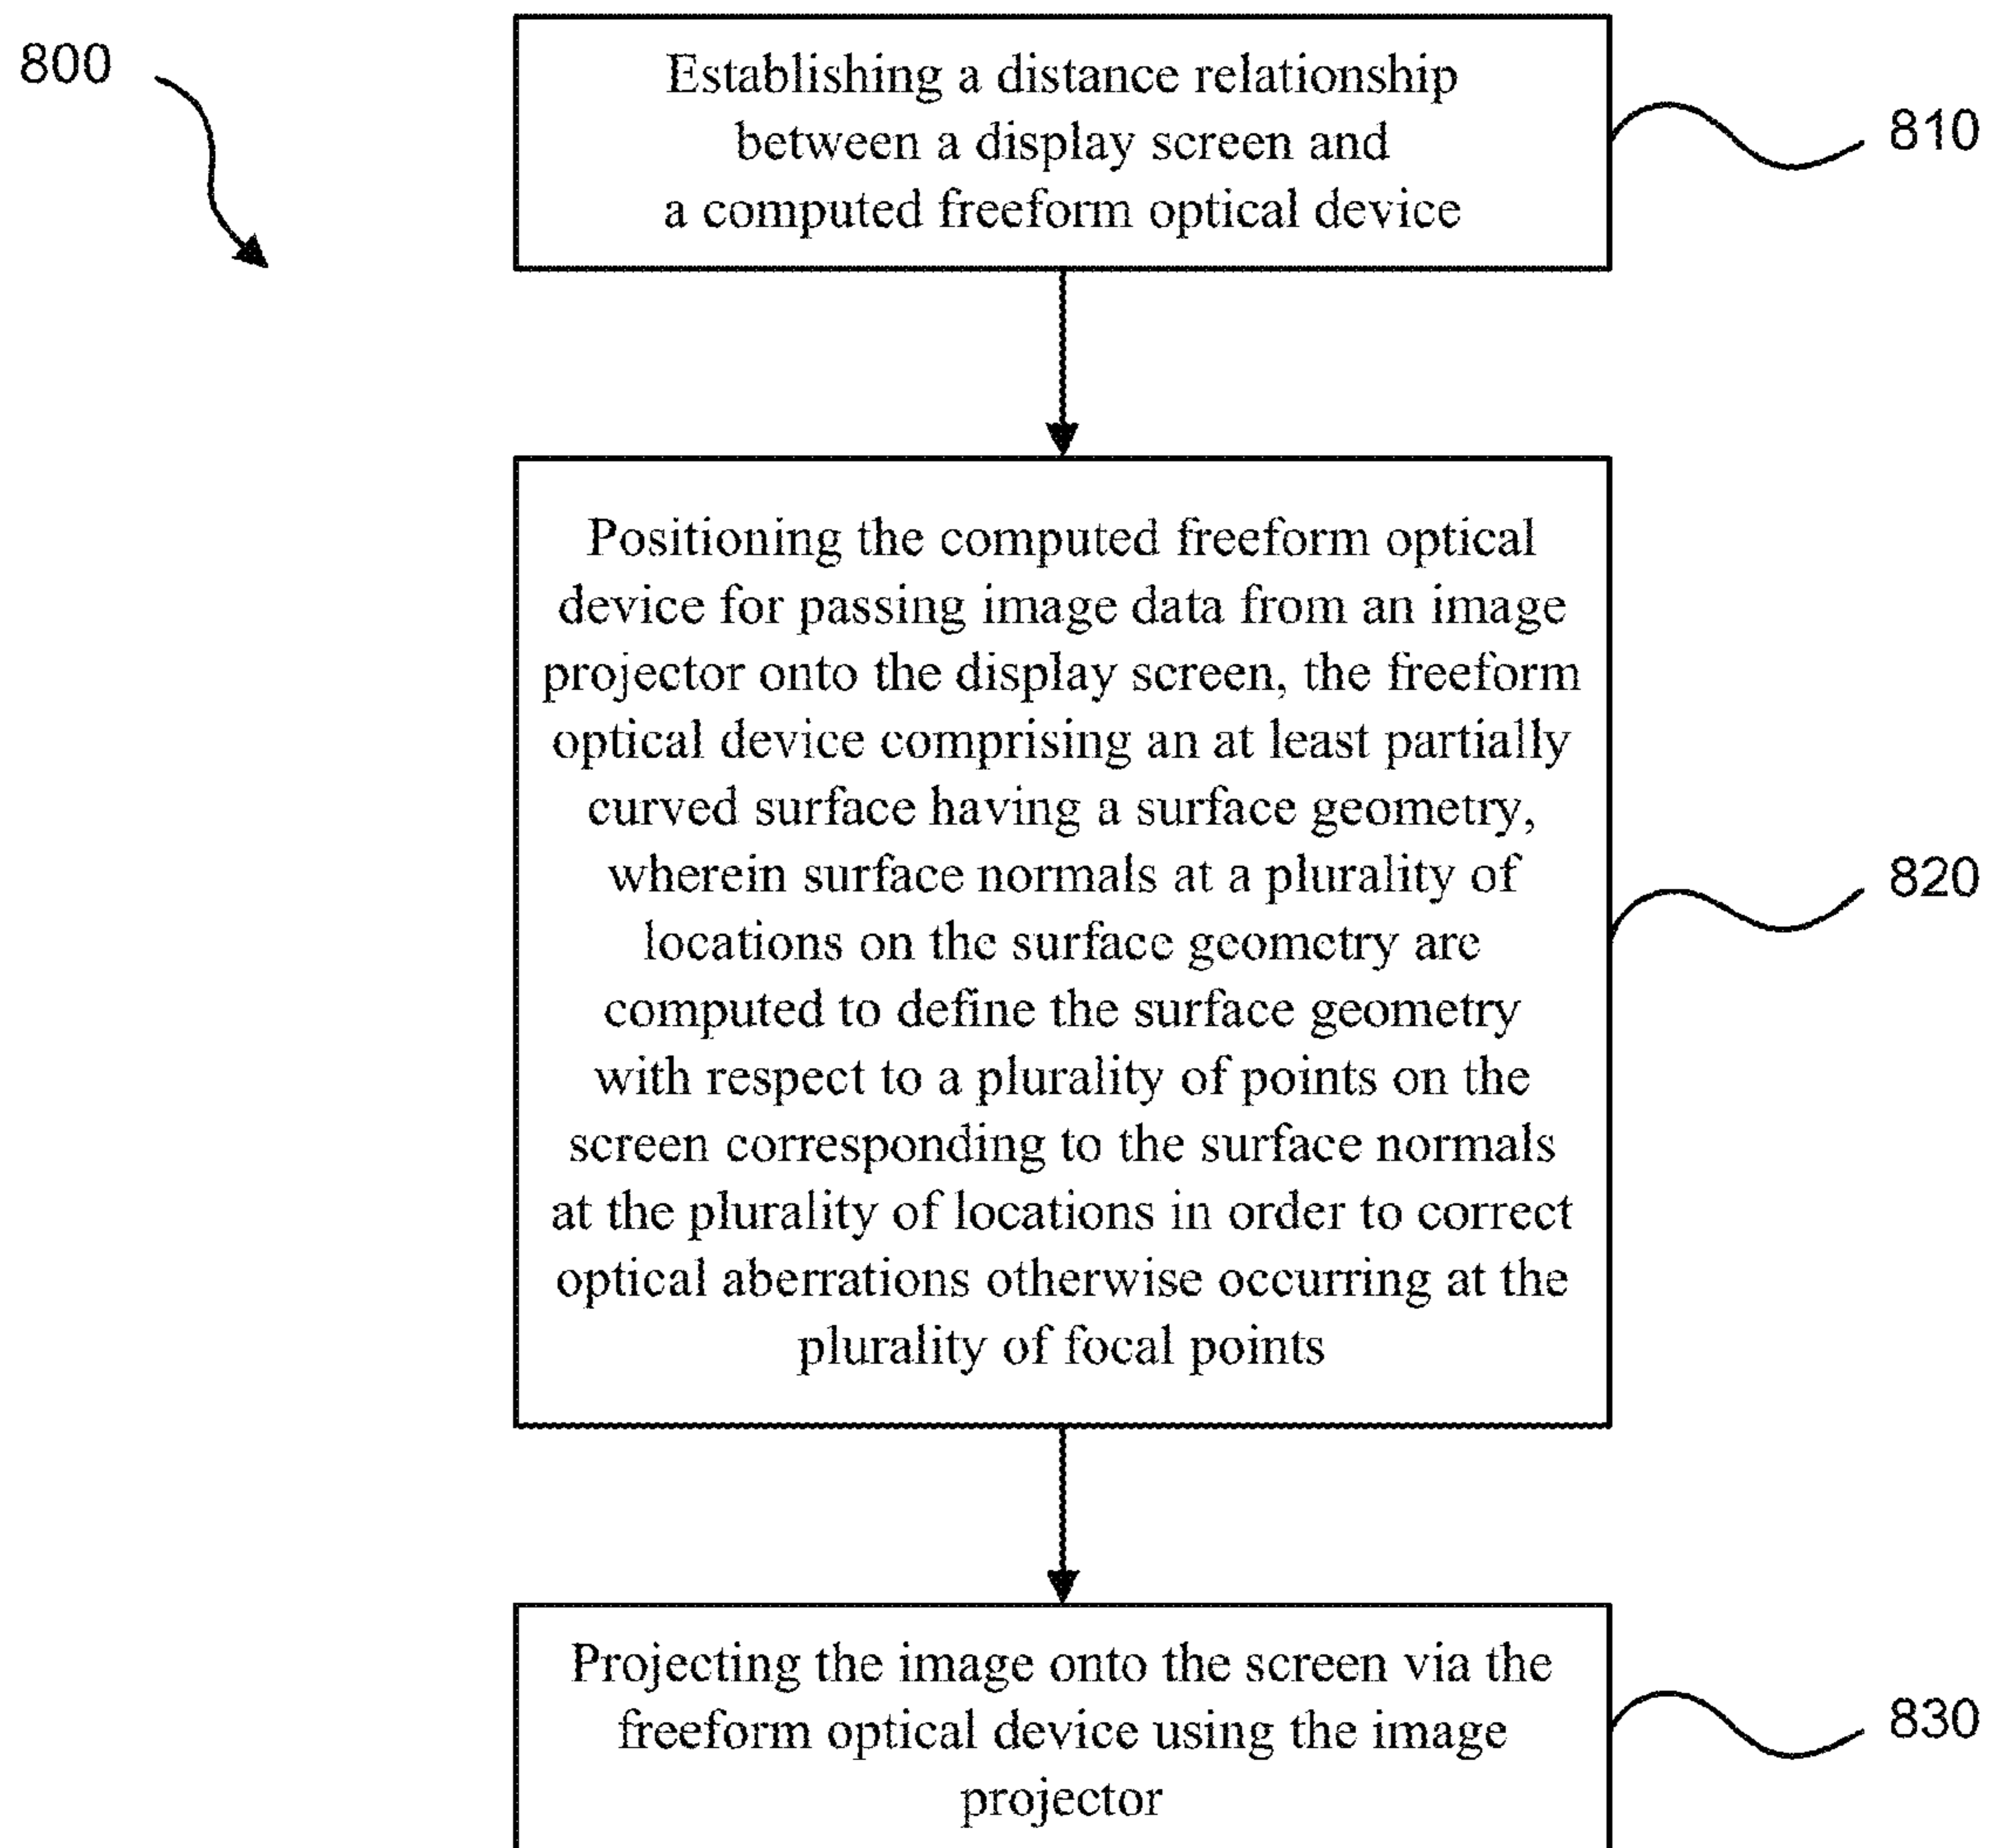 800
Establishing a distance relationship
between a display screen and
a computed freeform optical device
810
Positioning the computed freeform optical
device for passing image data from an image
projector onto the display screen, the freeform
optical device comprising an at least partially
curved surface having a surface geometry,
wherein surface normals at a plurality of
locations on the surface geometry are
computed to define the surface geometry
with respect to a plurality of points on the
screen corresponding to the surface normals
at the plurality of locations in order to correct
optical aberrations otherwise occurring at the
plurality of focal points
820
Projecting the image onto the screen via the
freeform optical device using the image
projector
830